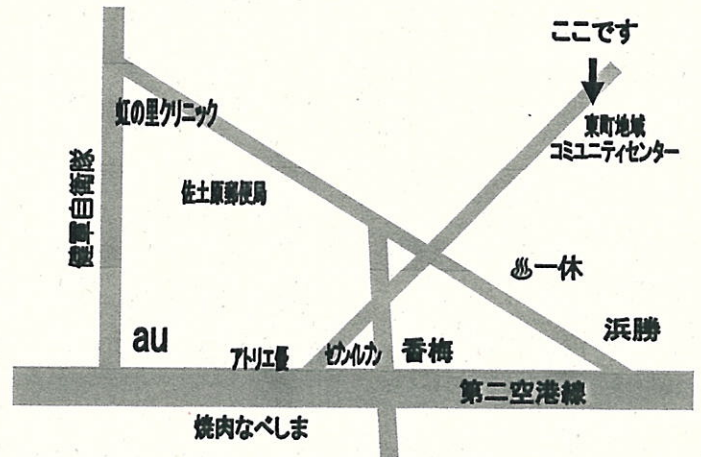 ここです
虹の里クリニック
東町地域
コミュニティセンター
佐土原郵便局
健軍自衛隊
♨一休
浜勝
au
アトリエ優
セブンイレブン
香梅
第二空港線
焼肉なべしま